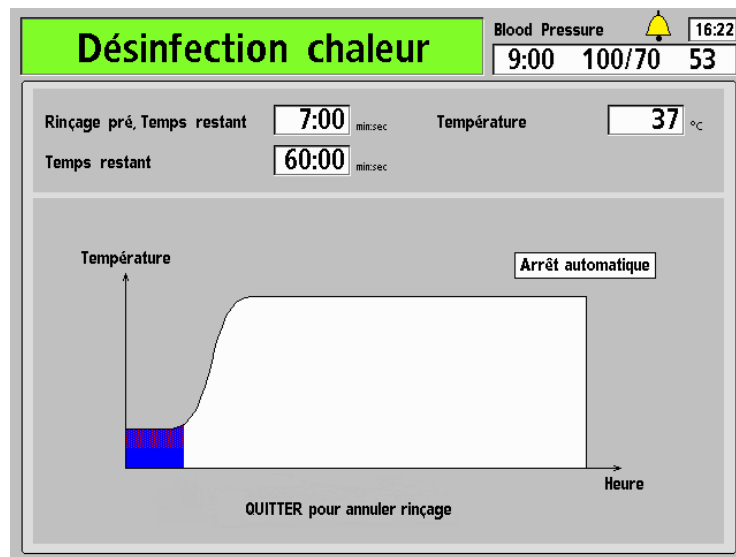 Désinfection chaleur
Blood Pressure
16:22
9:00 100/70 53
Rinçage pré, Temps restant 7:00 min:sec Température 37 °C
Temps restant 60:00 min:sec
Température
Arrêt automatique
Heure
QUITTER pour annuler rinçage